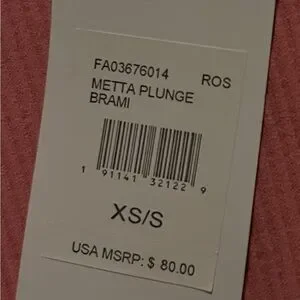 FA03676014 ROS
METTA PLUNGE
BRAMI
1 91141 32122 9
XS/S
USA MSRP: $ 80.00